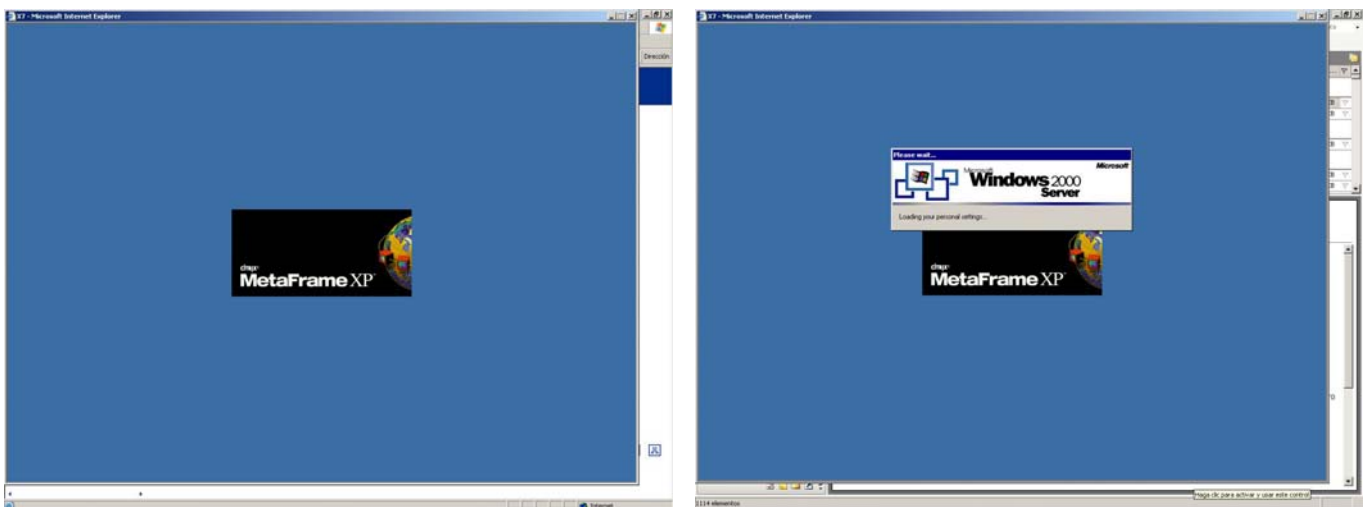 X7 - Microsoft Internet Explorer
Dirección
citrix
MetaFrame XP
Internet
X7 - Microsoft Internet Explorer
Please wait...
Microsoft
Microsoft
Windows 2000
Server
Loading your personal settings...
citrix
MetaFrame XP
Haga clic para activar y usar este control
1114 elementos